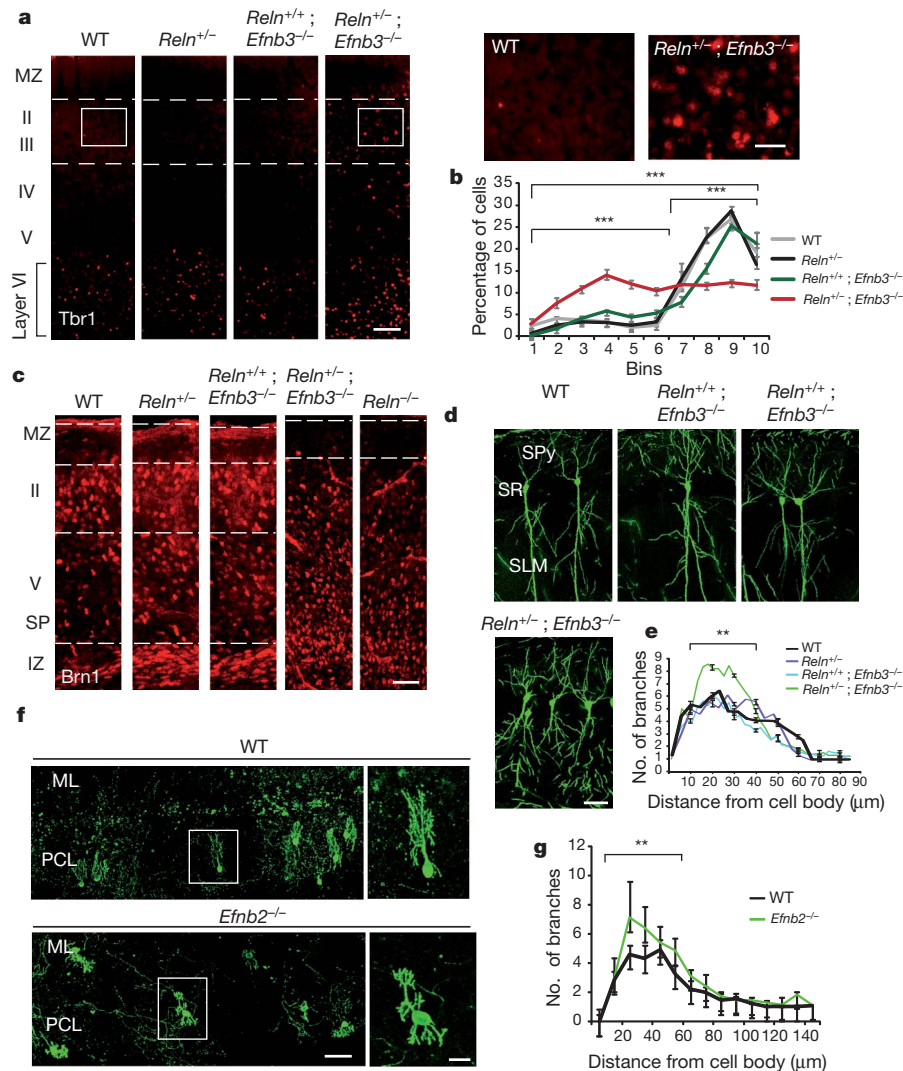 a
WT
Reln+/–
Reln+/+ ;
Efnb3–/–
Reln+/– ;
Efnb3–/–
MZ
II
III
IV
V
Layer VI
Tbr1
WT
Reln+/– ; Efnb3–/–
b
***
***
***
Percentage of cells
35
30
25
20
15
10
5
0
1 2 3 4 5 6 7 8 9 10
Bins
WT
Reln+/–
Reln+/+ ; Efnb3–/–
Reln+/– ; Efnb3–/–
c
WT
Reln+/–
Reln+/+ ;
Efnb3–/–
Reln+/– ;
Efnb3–/–
Reln–/–
MZ
II
V
SP
IZ
Brn1
d
WT
Reln+/+ ;
Efnb3–/–
Reln+/+ ;
Efnb3–/–
SPy
SR
SLM
Reln+/– ; Efnb3–/–
e
**
No. of branches
9
8
7
6
5
4
3
2
1
0
0 10 20 30 40 50 60 70 80 90
Distance from cell body (μm)
WT
Reln+/–
Reln+/+ ; Efnb3–/–
Reln+/– ; Efnb3–/–
f
WT
ML
PCL
Efnb2–/–
ML
PCL
g
**
No. of branches
12
10
8
6
4
2
0
20 40 60 80 100 120 140
Distance from cell body (μm)
WT
Efnb2–/–